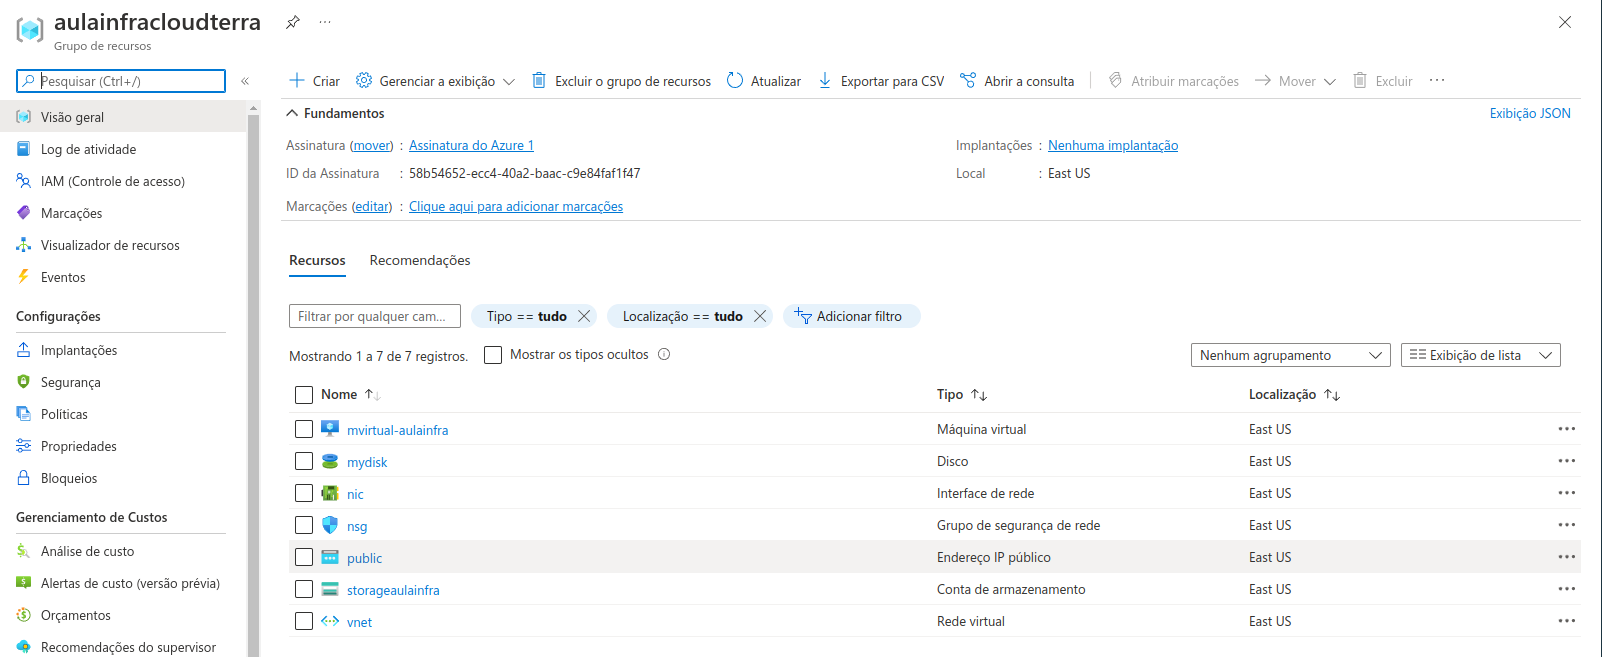 aulainfracloudterra
Grupo de recursos
Pesquisar (Ctrl+/)
«
Visão geral
Log de atividade
IAM (Controle de acesso)
Marcações
Visualizador de recursos
Eventos
Configurações
Implantações
Segurança
Políticas
Propriedades
Bloqueios
Gerenciamento de Custos
Análise de custo
Alertas de custo (versão prévia)
Orçamentos
Recomendações do supervisor
Criar Gerenciar a exibição Excluir o grupo de recursos Atualizar Exportar para CSV Abrir a consulta Atribuir marcações Mover Excluir
Fundamentos Exibição JSON
Assinatura (mover) : Assinatura do Azure 1 Implantações : Nenhuma implantação
ID da Assinatura : 58b54652-ecc4-40a2-baac-c9e84faf1f47 Local : East US
Marcações (editar) : Clique aqui para adicionar marcações
Recursos Recomendações
Filtrar por qualquer cam... Tipo == tudo Localização == tudo Adicionar filtro
Mostrando 1 a 7 de 7 registros. Mostrar os tipos ocultos Nenhum agrupamento Exibição de lista
Nome Tipo Localização
mvirtual-aulainfra Máquina virtual East US
mydisk Disco East US
nic Interface de rede East US
nsg Grupo de segurança de rede East US
public Endereço IP público East US
storageaulainfra Conta de armazenamento East US
vnet Rede virtual East US